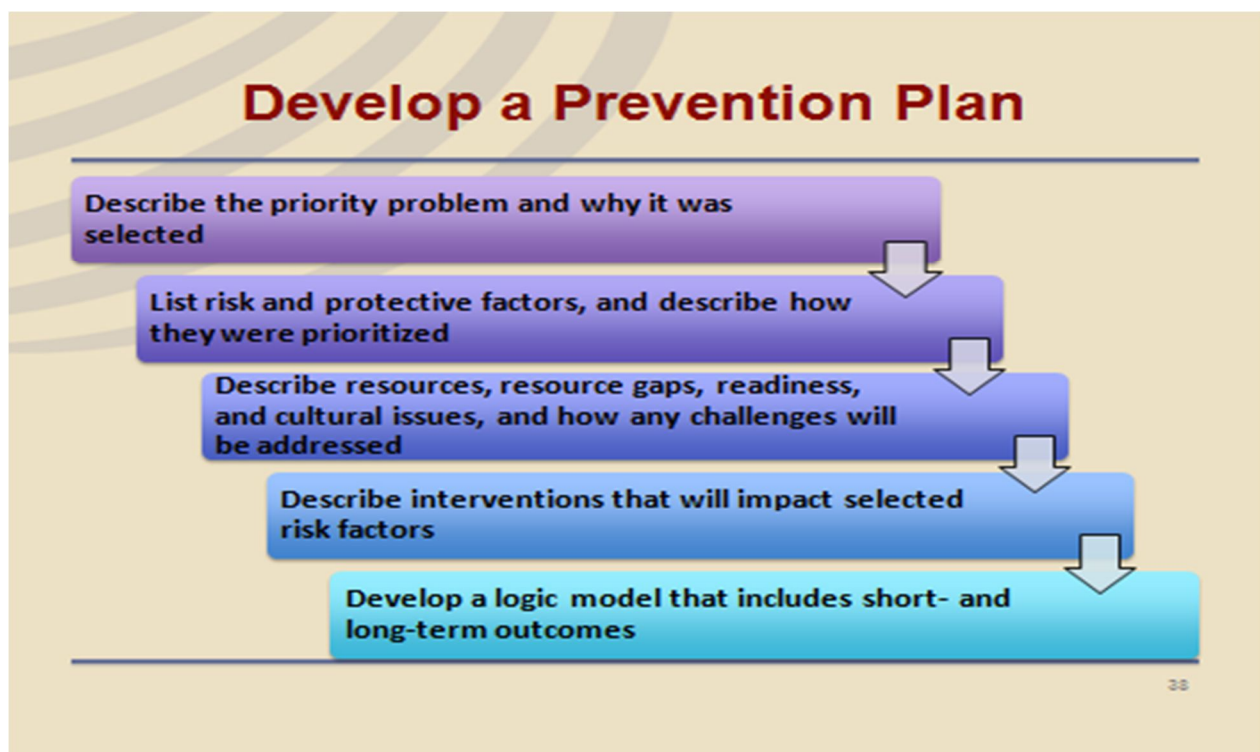 Develop a Prevention Plan
Describe the priority problem and why it was
selected
List risk and protective factors, and describe how
they were prioritized
Describe resources, resource gaps, readiness,
and cultural issues, and how any challenges will
be addressed
Describe interventions that will impact selected
risk factors
Develop a logic model that includes short- and
long-term outcomes
38